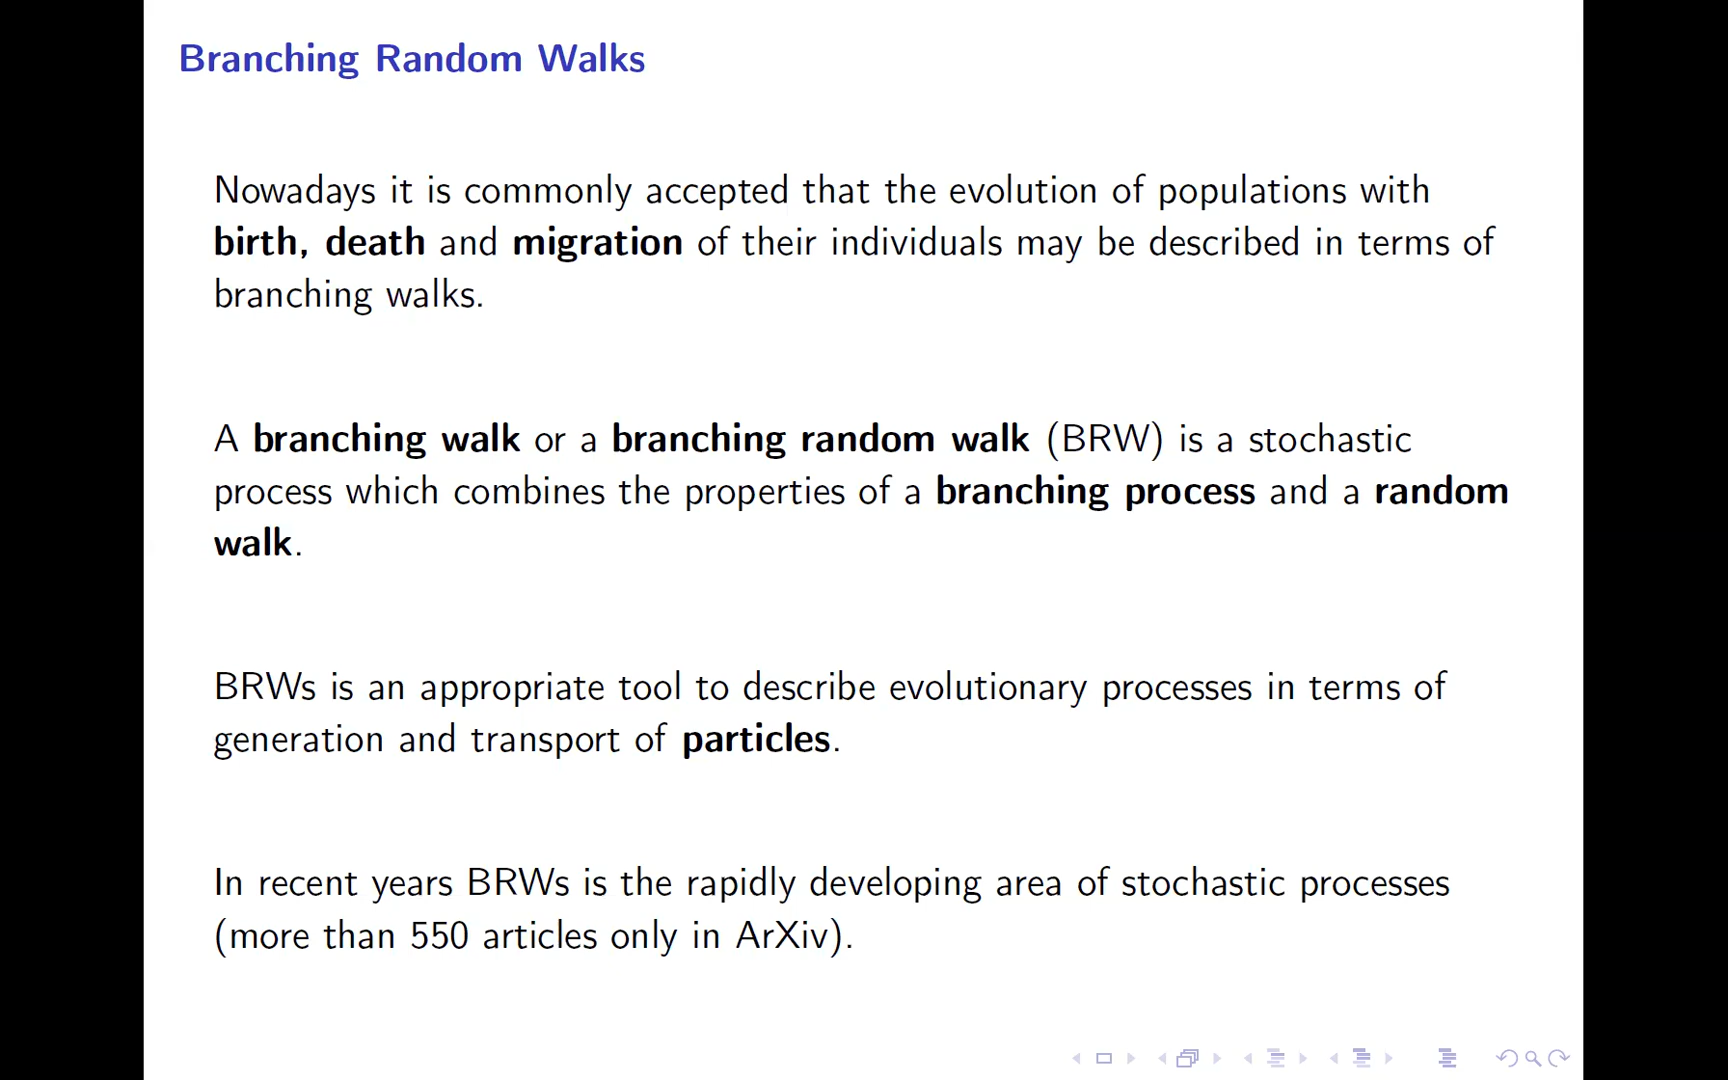 Branching Random Walks
Nowadays it is commonly accepted that the evolution of populations with
birth, death and migration of their individuals may be described in terms of
branching walks.
A branching walk or a branching random walk (BRW) is a stochastic
process which combines the properties of a branching process and a random
walk.
BRWs is an appropriate tool to describe evolutionary processes in terms of
generation and transport of particles.
In recent years BRWs is the rapidly developing area of stochastic processes
(more than 550 articles only in ArXiv).